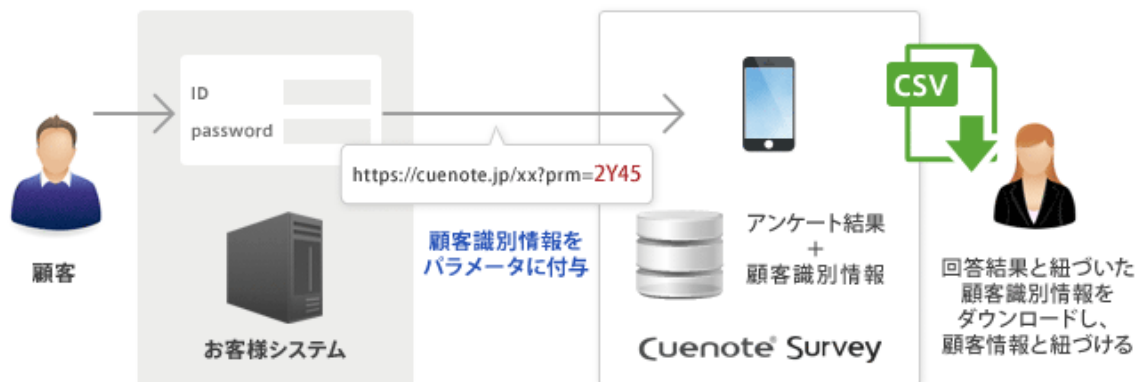 ID
password
https://cuenote.jp/xx?prm=2Y45
顧客識別情報を
パラメータに付与
顧客
お客様システム
アンケート結果
+
顧客識別情報
Cuenote® Survey
CSV
回答結果と紐づいた
顧客識別情報を
ダウンロードし、
顧客情報と紐づける